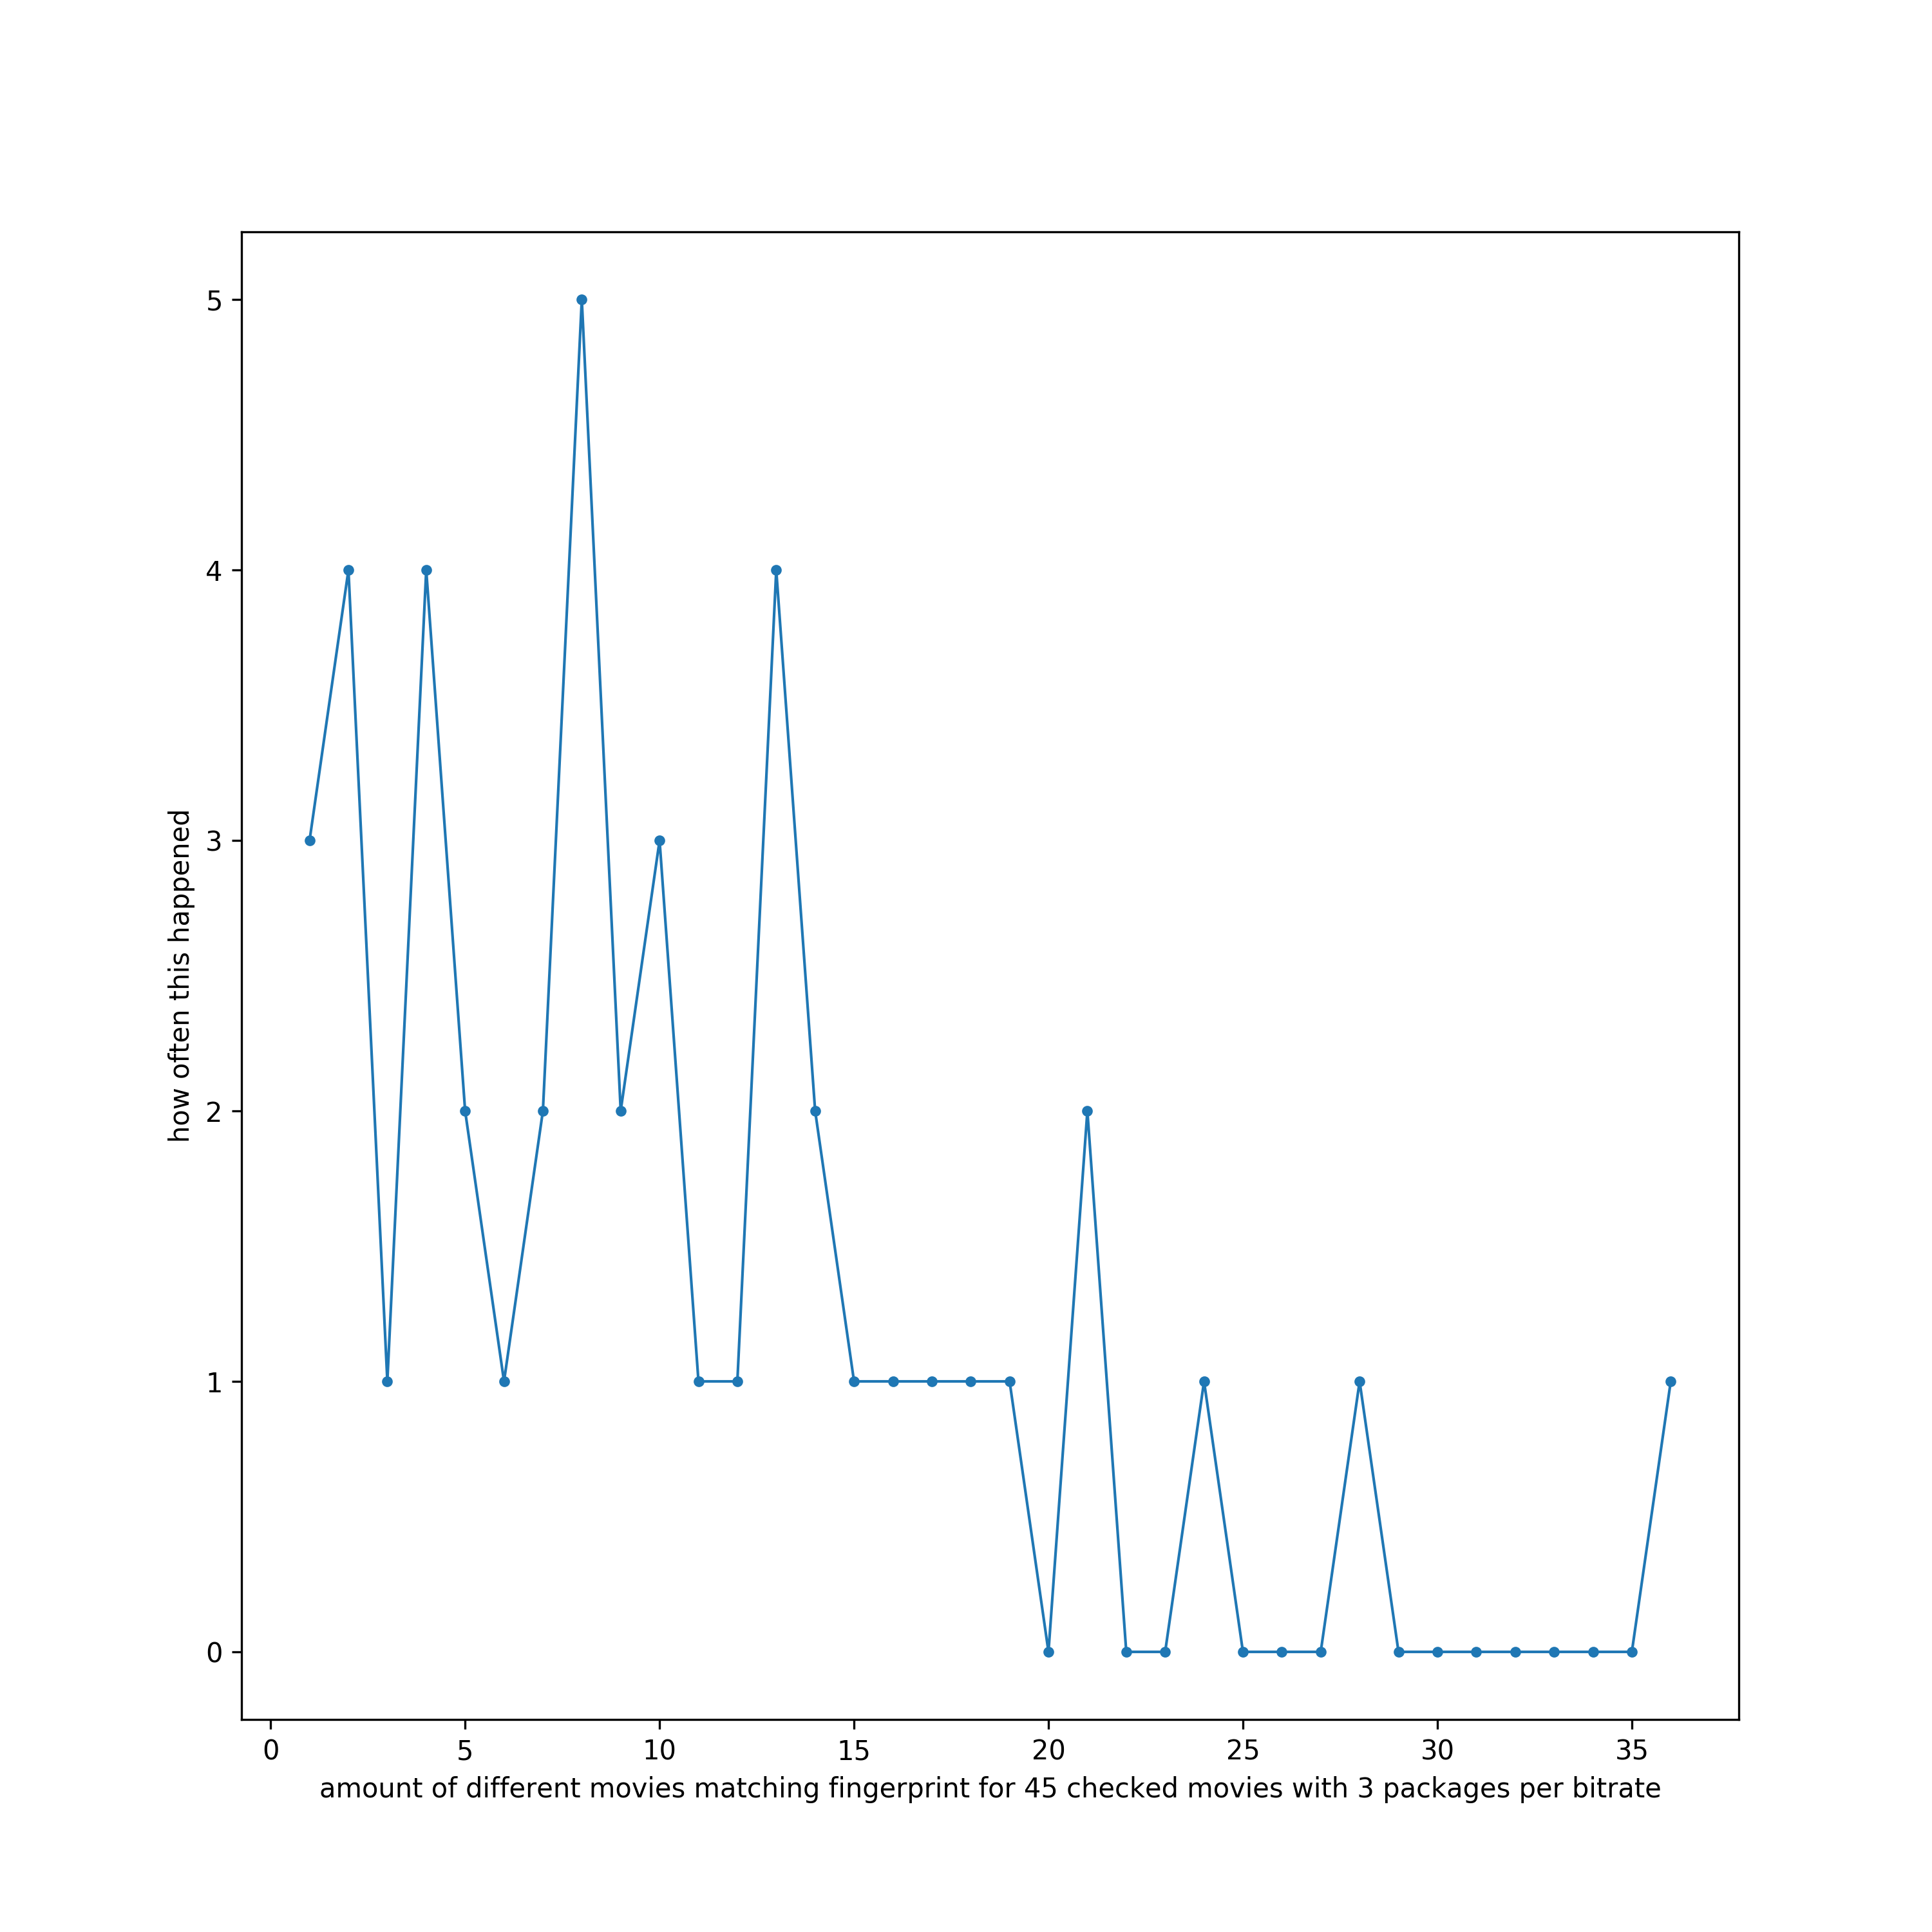 5
4
3
2
1
0
how often this happened
0 5 10 15 20 25 30 35
amount of different movies matching fingerprint for 45 checked movies with 3 packages per bitrate